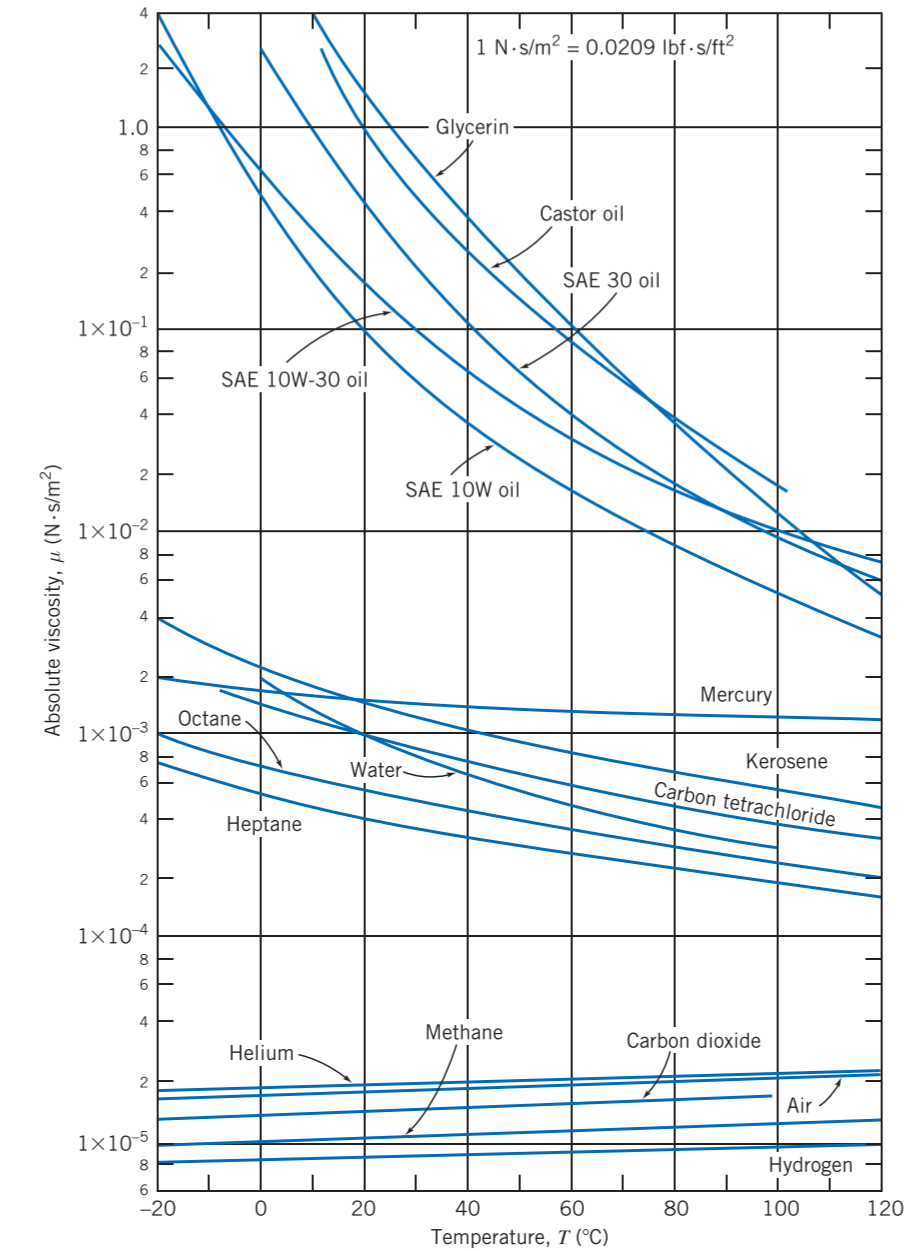 4
1 N·s/m² = 0.0209 lbf·s/ft²
2
Glycerin
1.0
8
6
4
Castor oil
2
SAE 30 oil
1×10⁻¹
8
6
SAE 10W-30 oil
4
2
SAE 10W oil
1×10⁻²
8
6
4
2
Mercury
Octane
1×10⁻³
8
Kerosene
Water
6
Carbon tetrachloride
4
Heptane
2
1×10⁻⁴
8
6
4
Methane
Carbon dioxide
Helium
2
Air
1×10⁻⁵
8
Hydrogen
6
Absolute viscosity, μ (N·s/m²)
−20 0 20 40 60 80 100 120
Temperature, T (°C)